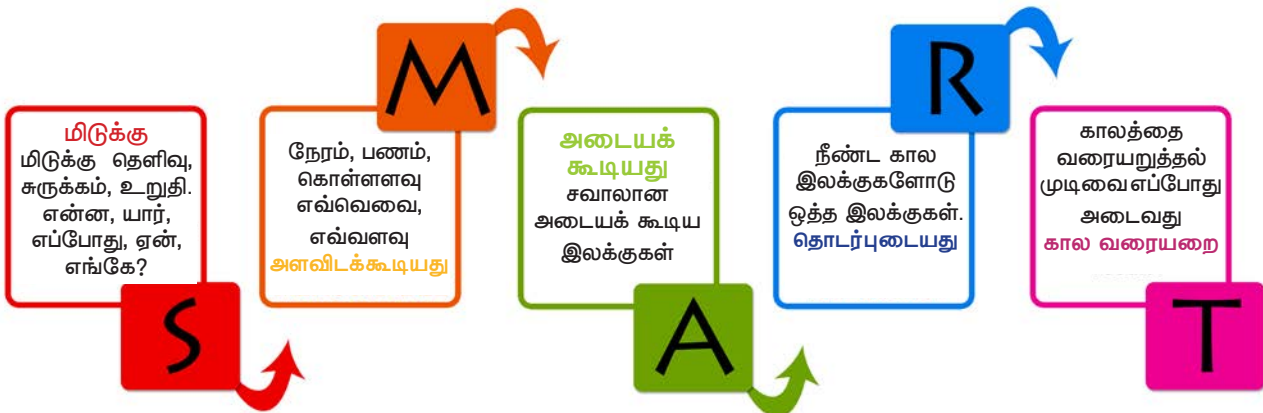 மிடுக்கு
மிடுக்கு தெளிவு,
சுருக்கம், உறுதி.
என்ன, யார்,
எப்போது, ஏன்,
எங்கே?
S
M
நேரம், பணம்,
கொள்ளளவு
எவ்வெவை,
எவ்வளவு
அளவிடக்கூடியது
அடையக்
கூடியது
சவாலான
அடையக் கூடிய
இலக்குகள்
A
R
நீண்ட கால
இலக்குகளோடு
ஒத்த இலக்குகள்.
தொடர்புடையது
காலத்தை
வரையறுத்தல்
முடிவை எப்போது
அடைவது
கால வரையறை
T